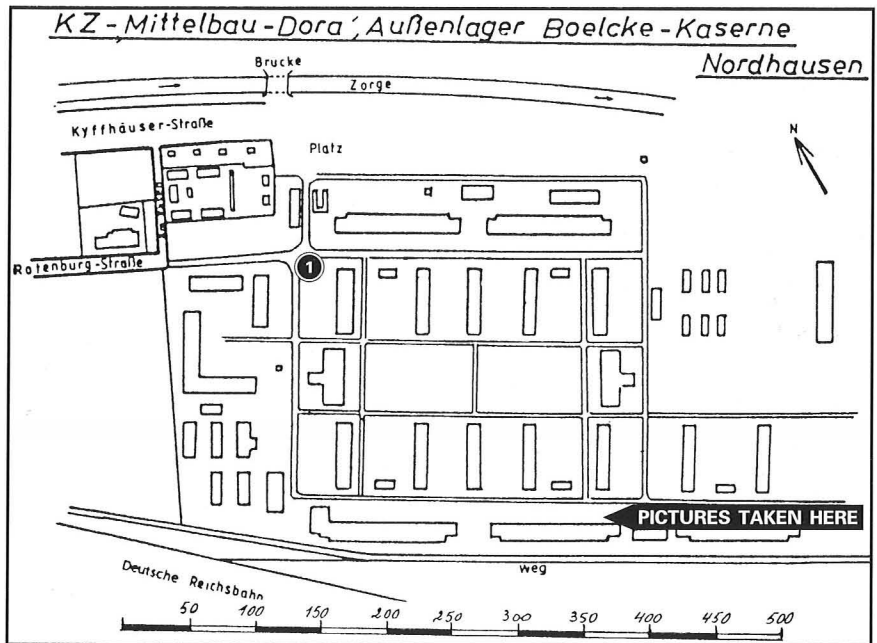 KZ-„Mittelbau-Dora", Außenlager Boelcke-Kaserne
Nordhausen
Brucke
Zorge
Kyffhäuser-Straße
Platz
N
Rotenburg-Straße
1
PICTURES TAKEN HERE
Weg
Deutsche Reichsbahn
50 100 150 200 250 300 350 400 450 500